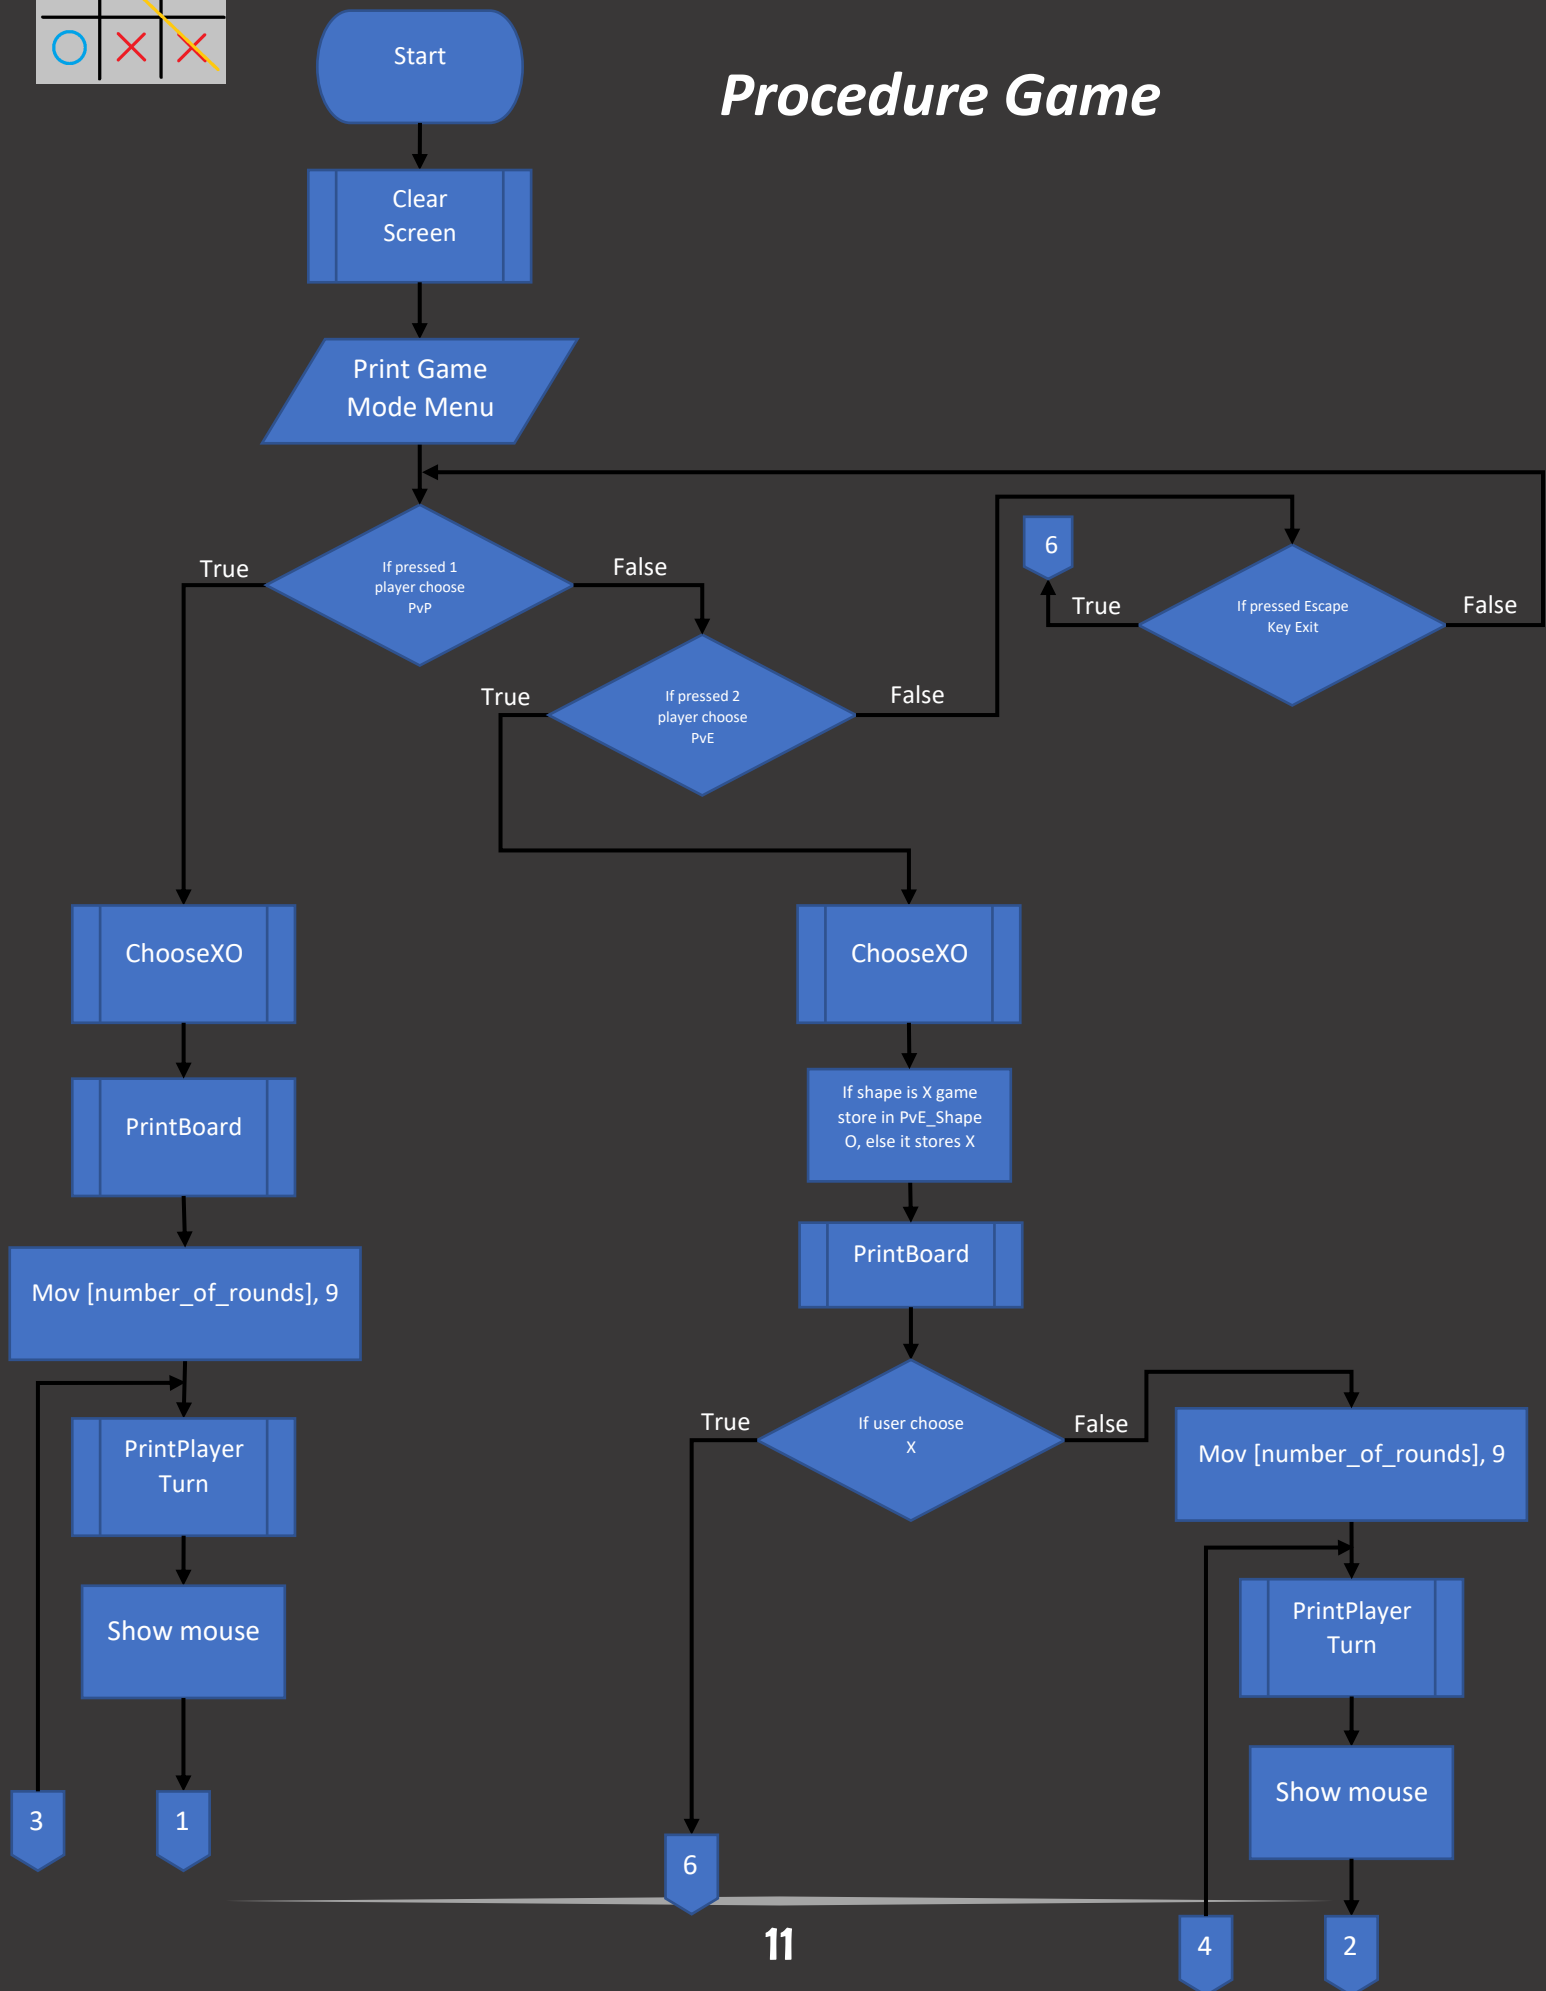 Procedure Game
Start
Clear
Screen
Print Game
Mode Menu
If pressed 1
player choose
PvP
True
False
If pressed 2
player choose
PvE
True
False
6
If pressed Escape
Key Exit
True
False
ChooseXO
PrintBoard
Mov [number_of_rounds], 9
PrintPlayer
Turn
Show mouse
3
1
ChooseXO
If shape is X game
store in PvE_Shape
O, else it stores X
PrintBoard
If user choose
X
True
False
6
Mov [number_of_rounds], 9
PrintPlayer
Turn
Show mouse
4
2
11